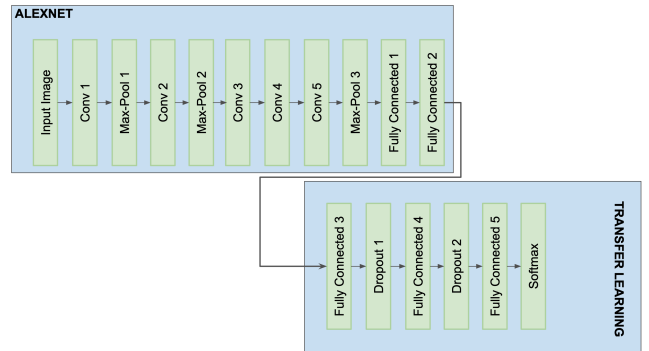 ALEXNET
Input Image
Conv 1
Max-Pool 1
Conv 2
Max-Pool 2
Conv 3
Conv 4
Conv 5
Max-Pool 3
Fully Connected 1
Fully Connected 2
Fully Connected 3
Dropout 1
Fully Connected 4
Dropout 2
Fully Connected 5
Softmax
TRANSFER LEARNING